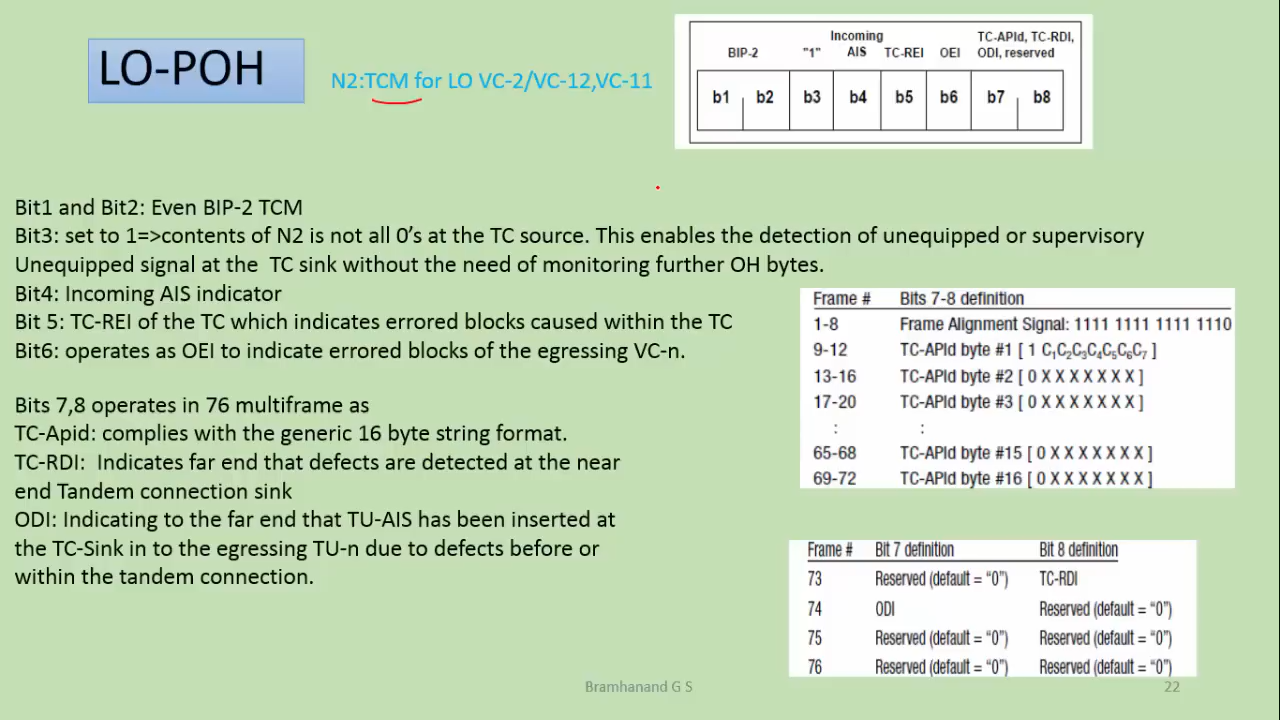 LO-POH
N2:TCM for LO VC-2/VC-12,VC-11
BIP-2 "1" Incoming AIS TC-REI OEI TC-APId, TC-RDI, ODI, reserved
b1 b2 b3 b4 b5 b6 b7 b8
Bit1 and Bit2: Even BIP-2 TCM
Bit3: set to 1=>contents of N2 is not all 0's at the TC source. This enables the detection of unequipped or supervisory
Unequipped signal at the TC sink without the need of monitoring further OH bytes.
Bit4: Incoming AIS indicator
Bit 5: TC-REI of the TC which indicates errored blocks caused within the TC
Bit6: operates as OEI to indicate errored blocks of the egressing VC-n.
Bits 7,8 operates in 76 multiframe as
TC-Apid: complies with the generic 16 byte string format.
TC-RDI: Indicates far end that defects are detected at the near
end Tandem connection sink
ODI: Indicating to the far end that TU-AIS has been inserted at
the TC-Sink in to the egressing TU-n due to defects before or
within the tandem connection.
Frame # Bits 7-8 definition
1-8 Frame Alignment Signal: 1111 1111 1111 1110
9-12 TC-APId byte #1 [ 1 C₁C₂C₃C₄C₅C₆C₇ ]
13-16 TC-APId byte #2 [ 0 X X X X X X X ]
17-20 TC-APId byte #3 [ 0 X X X X X X X ]
: :
65-68 TC-APId byte #15 [ 0 X X X X X X X ]
69-72 TC-APId byte #16 [ 0 X X X X X X X ]
Frame # Bit 7 definition Bit 8 definition
73 Reserved (default = "0") TC-RDI
74 ODI Reserved (default = "0")
75 Reserved (default = "0") Reserved (default = "0")
76 Reserved (default = "0") Reserved (default = "0")
Bramhanand G S
22